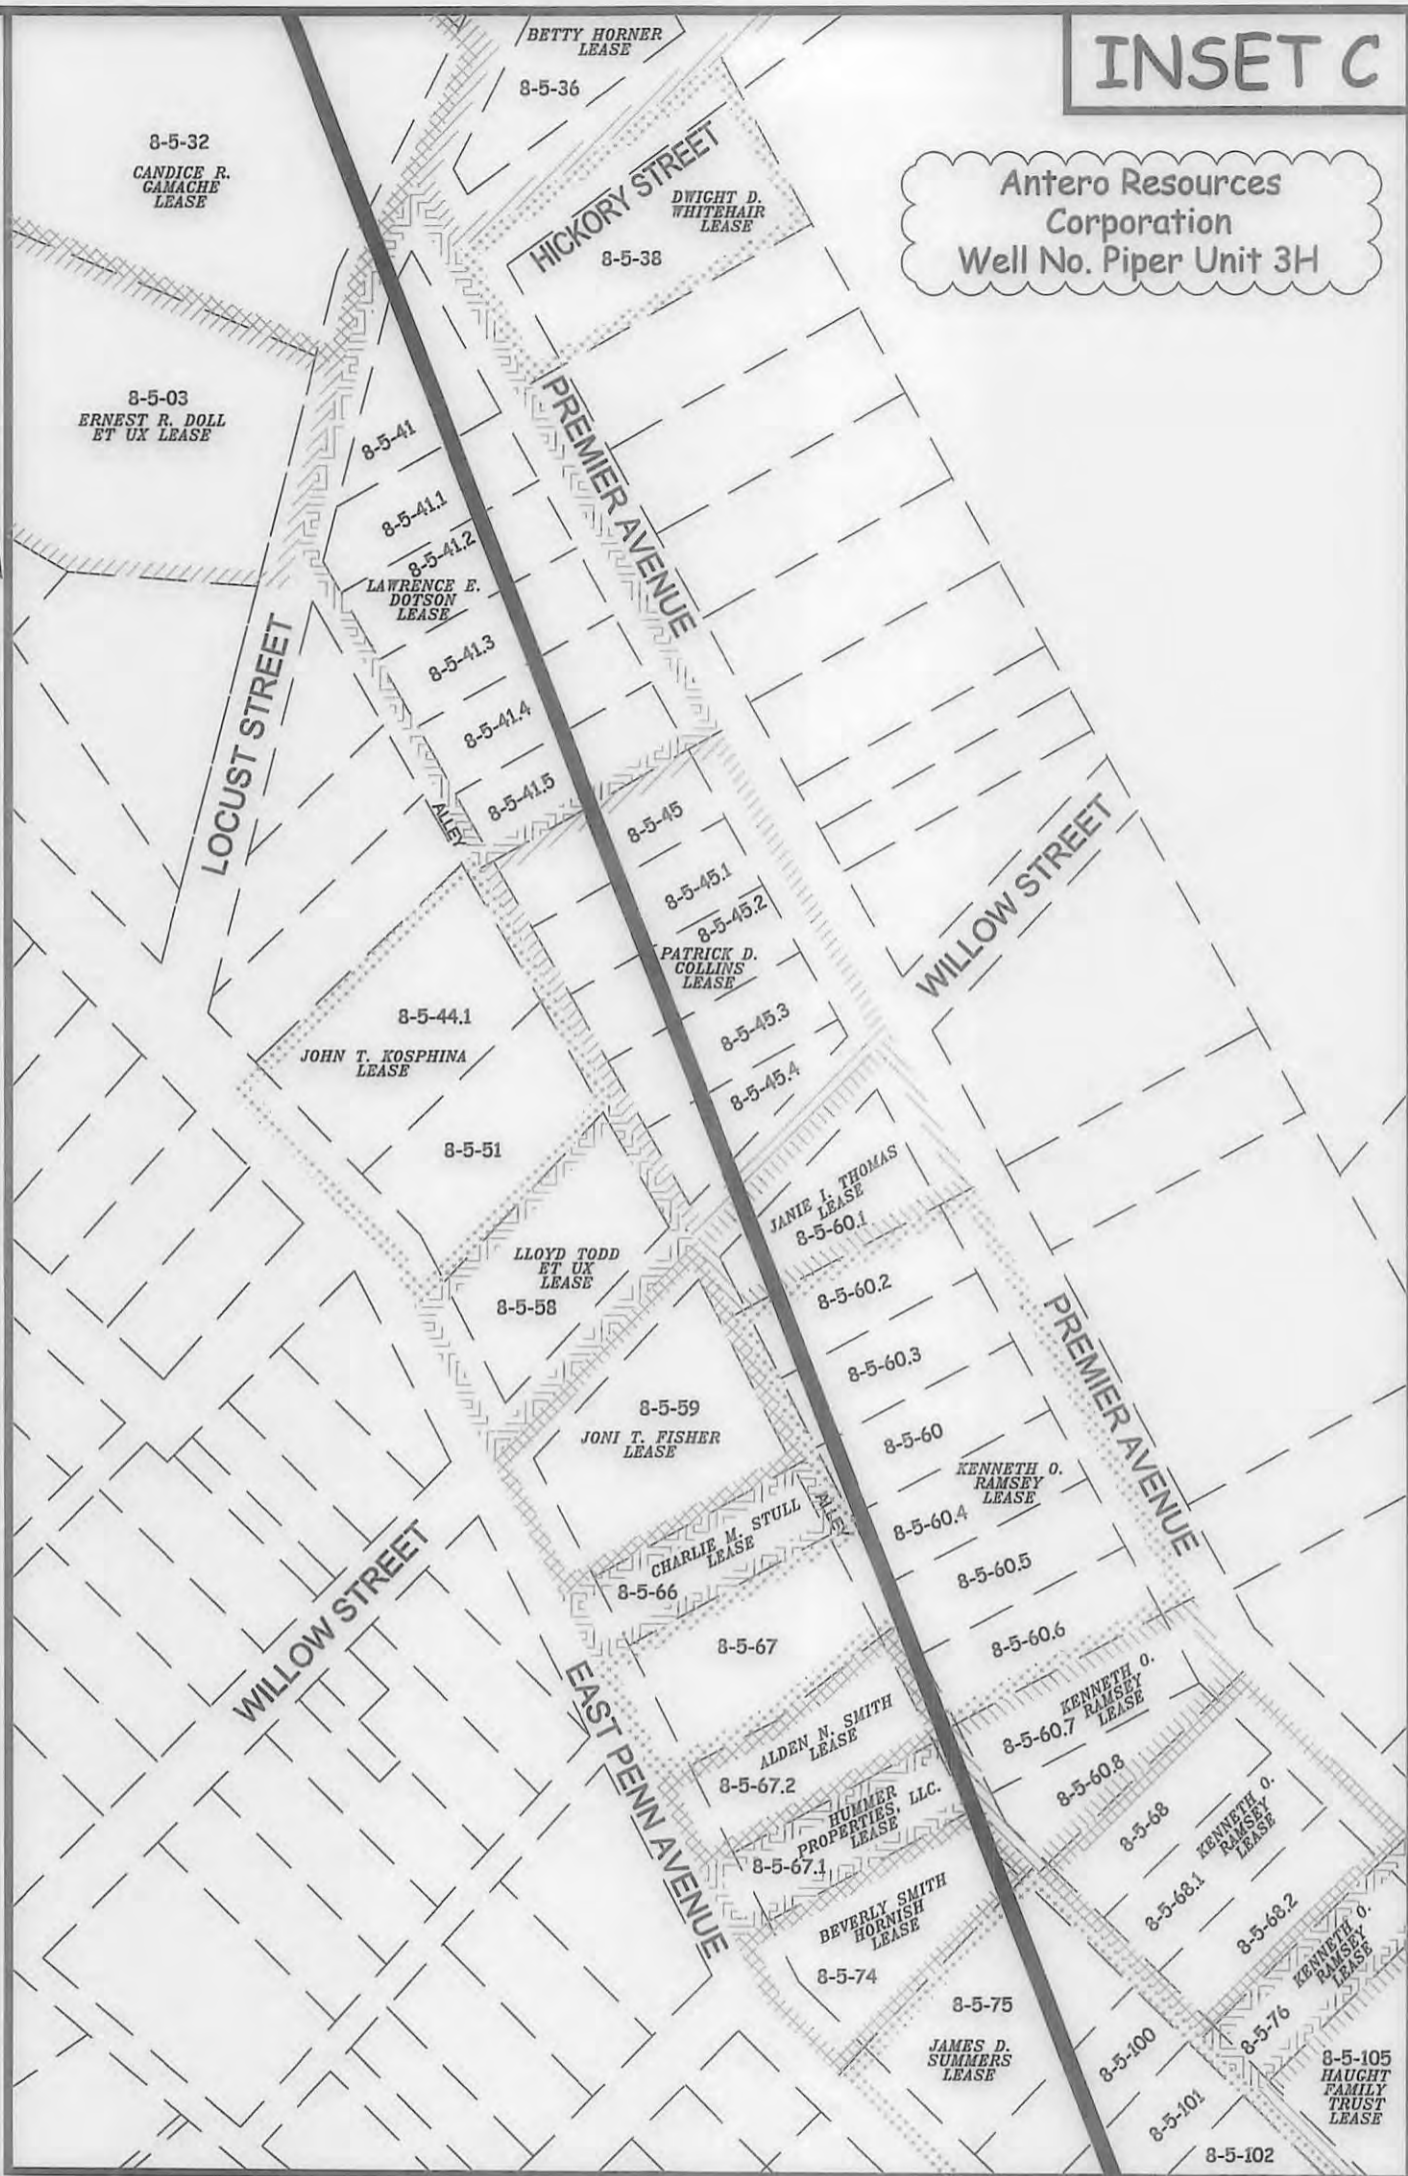 INSET C
Antero Resources
Corporation
Well No. Piper Unit 3H
BETTY HORNER
LEASE
8-5-36
8-5-32
CANDICE R.
GAMACHE
LEASE
HICKORY STREET
DWIGHT D.
WHITEHAIR
LEASE
8-5-38
8-5-03
ERNEST R. DOLL
ET UX LEASE
PREMIER AVENUE
8-5-41
8-5-41.1
8-5-41.2
LAWRENCE E.
DOTSON
LEASE
8-5-41.3
8-5-41.4
8-5-41.5
LOCUST STREET
ALLEY
8-5-45
8-5-45.1
8-5-45.2
PATRICK D.
COLLINS
LEASE
8-5-45.3
8-5-45.4
WILLOW STREET
8-5-44.1
JOHN T. KOSPHINA
LEASE
8-5-51
JANIE I. THOMAS
LEASE
8-5-60.1
LLOYD TODD
ET UX
LEASE
8-5-58
8-5-60.2
8-5-60.3
PREMIER AVENUE
8-5-59
JONI T. FISHER
LEASE
8-5-60
KENNETH O.
RAMSEY
LEASE
8-5-60.4
ALLEY
CHARLIE M. STULL
LEASE
8-5-66
8-5-60.5
8-5-60.6
WILLOW STREET
8-5-67
EAST PENN AVENUE
ALDEN N. SMITH
LEASE
8-5-67.2
KENNETH O.
RAMSEY
LEASE
8-5-60.7
8-5-60.8
HUMMER
PROPERTIES, LLC.
LEASE
8-5-67.1
8-5-68
KENNETH O.
RAMSEY
LEASE
8-5-68.1
8-5-68.2
BEVERLY SMITH
HORNISH
LEASE
8-5-74
KENNETH O.
RAMSEY
LEASE
8-5-76
8-5-75
JAMES D.
SUMMERS
LEASE
8-5-100
8-5-101
8-5-102
8-5-105
HAUGHT
FAMILY
TRUST
LEASE